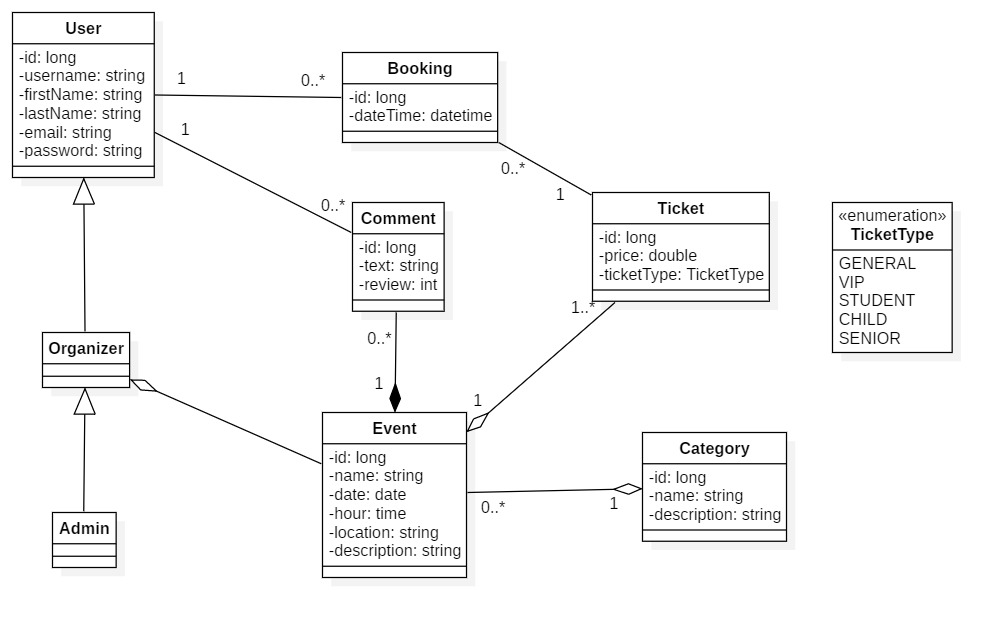 User
-id: long
-username: string
-firstName: string
-lastName: string
-email: string
-password: string
1
0..*
Booking
-id: long
-dateTime: datetime
1
0..*
0..*
1
Comment
-id: long
-text: string
-review: int
Ticket
-id: long
-price: double
-ticketType: TicketType
«enumeration»
TicketType
GENERAL
VIP
STUDENT
CHILD
SENIOR
1..*
0..*
1
1
Organizer
Event
-id: long
-name: string
-date: date
-hour: time
-location: string
-description: string
0..*
1
Category
-id: long
-name: string
-description: string
Admin